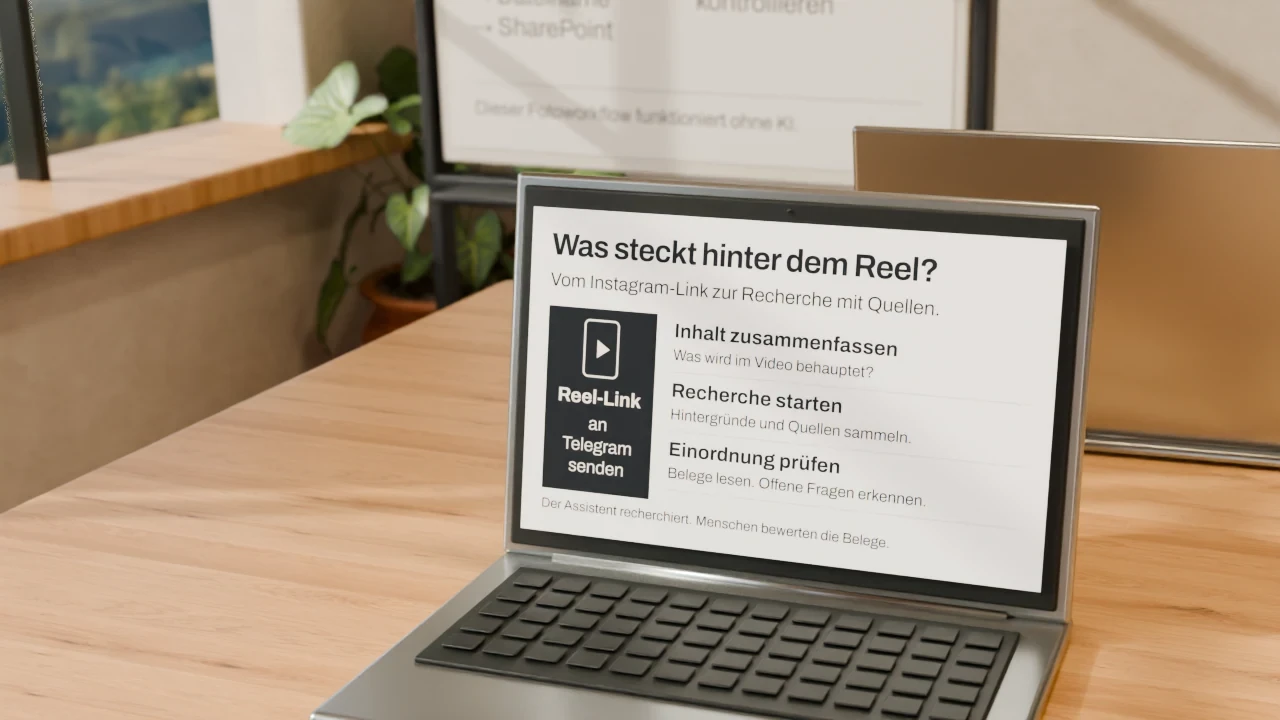 • Dateiname
kontrollieren
• SharePoint
Dieser Fotoworkflow funktioniert ohne KI.
Was steckt hinter dem Reel?
Vom Instagram-Link zur Recherche mit Quellen.
Reel-Link
an
Telegram
senden
Inhalt zusammenfassen
Was wird im Video behauptet?
Recherche starten
Hintergründe und Quellen sammeln.
Einordnung prüfen
Belege lesen. Offene Fragen erkennen.
Der Assistent recherchiert. Menschen bewerten die Belege.